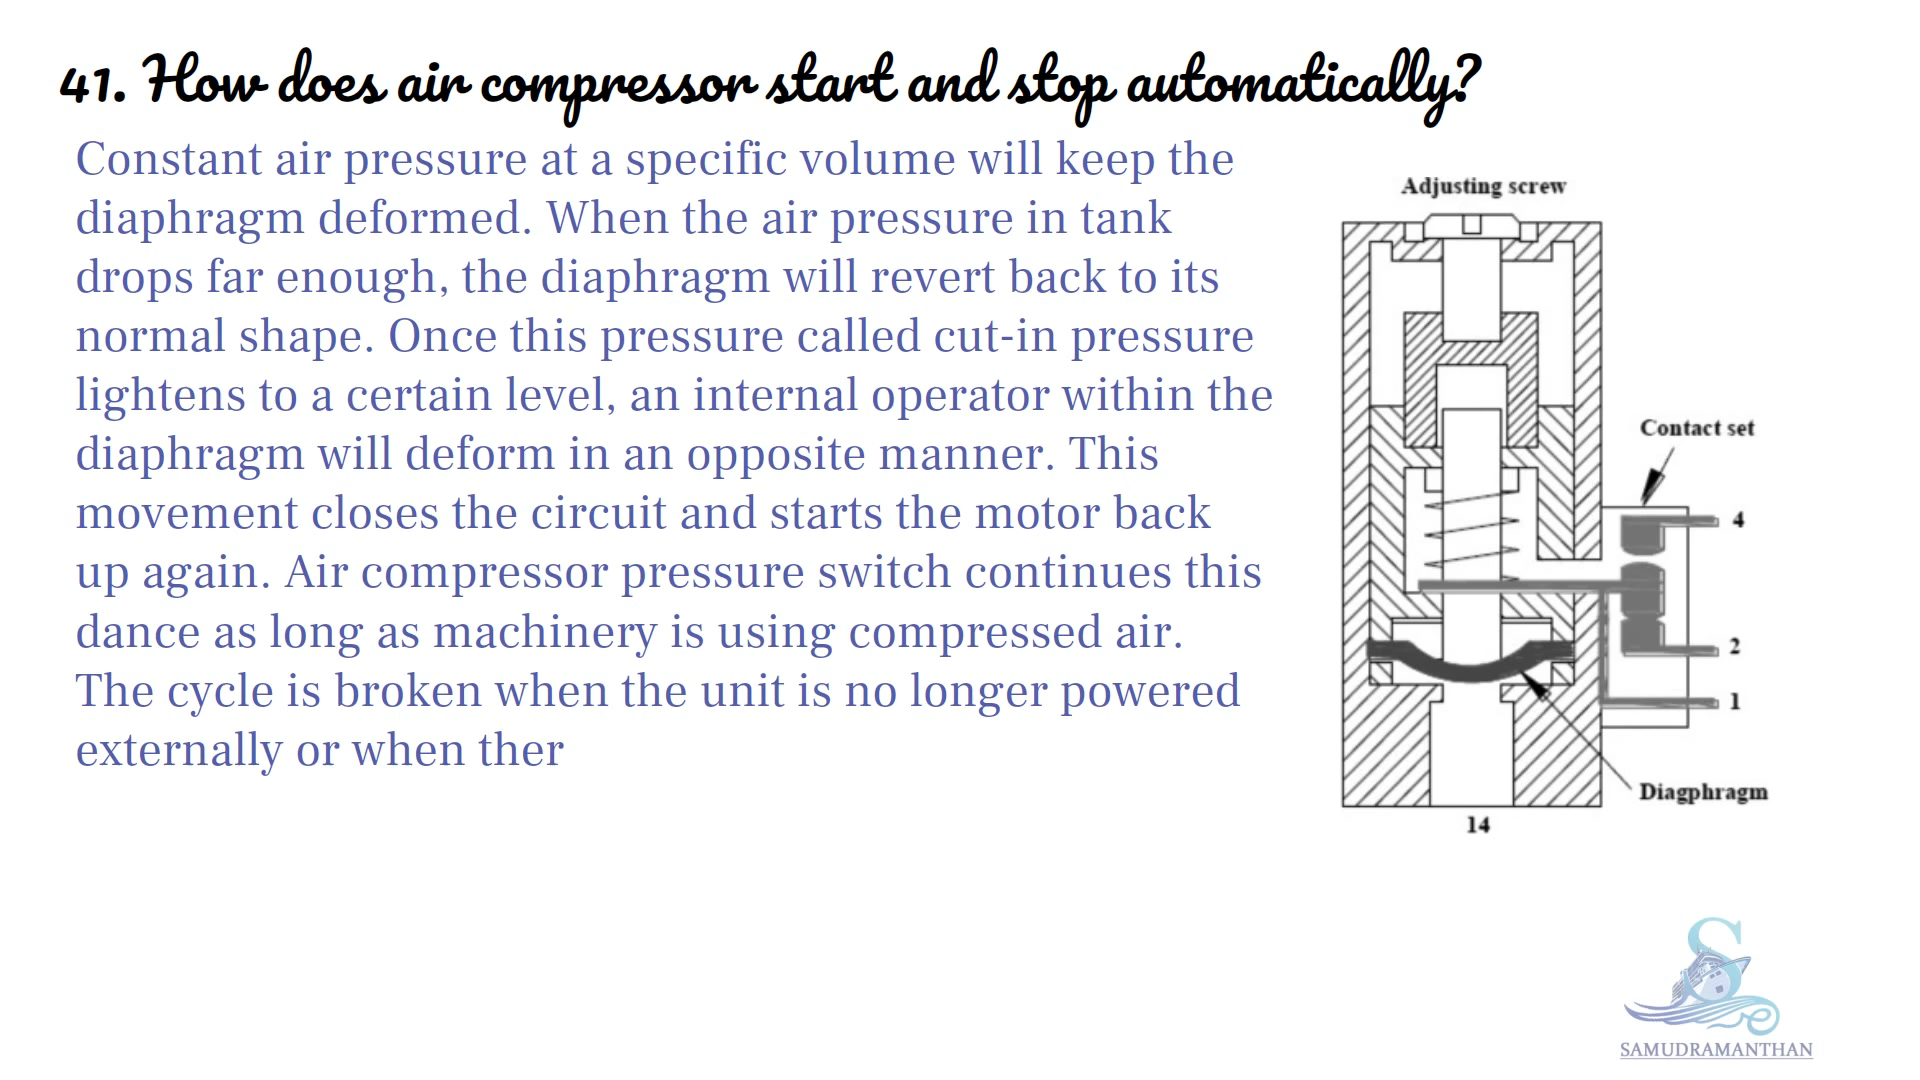 41. How does air compressor start and stop automatically?
Constant air pressure at a specific volume will keep the
diaphragm deformed. When the air pressure in tank
drops far enough, the diaphragm will revert back to its
normal shape. Once this pressure called cut-in pressure
lightens to a certain level, an internal operator within the
diaphragm will deform in an opposite manner. This
movement closes the circuit and starts the motor back
up again. Air compressor pressure switch continues this
dance as long as machinery is using compressed air.
The cycle is broken when the unit is no longer powered
externally or when ther
Adjusting screw
Contact set
4
2
1
Diagphragm
14
S
SAMUDRAMANTHAN